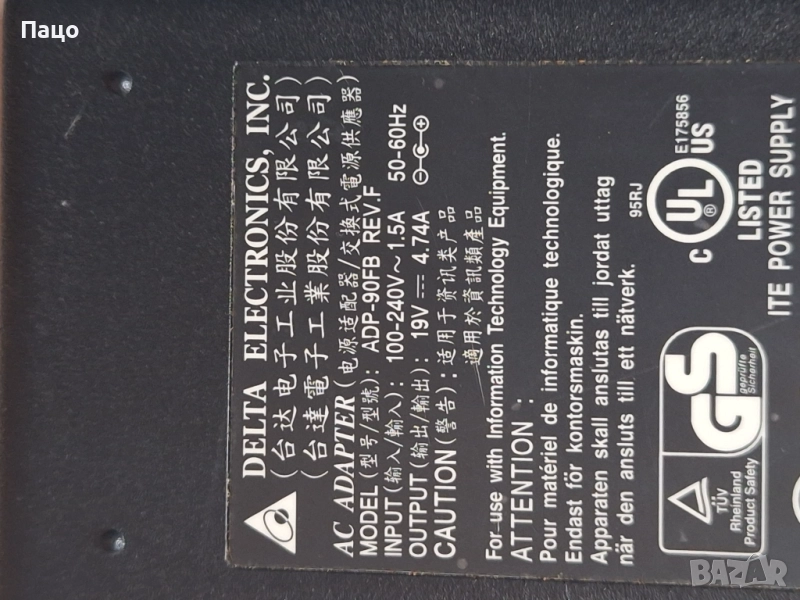 Пацо
DELTA ELECTRONICS, INC.
(台达电子工业股份有限公司)
(台達電子工業股份有限公司)
AC ADAPTER (电源适配器/交換式電源供應器)
MODEL (型号/型號): ADP-90FB REV.F
INPUT (输入/輸入): 100-240V~ 1.5A 50-60Hz
OUTPUT (输出/輸出): 19V⎓ 4.74A
CAUTION (警告): 适用于资讯类产品
適用於資訊類產品
For use with Information Technology Equipment.
ATTENTION :
Pour matériel de informatique technologique.
Endast för kontorsmaskin.
Apparaten skall anslutas till jordat uttag
när den ansluts till ett nätverk.
95RJ
E175856
C UL US
®
LISTED
ITE POWER SUPPLY
TÜV
Rheinland
Product Safety
GS
geprüfte
Sicherheit
BAZAR